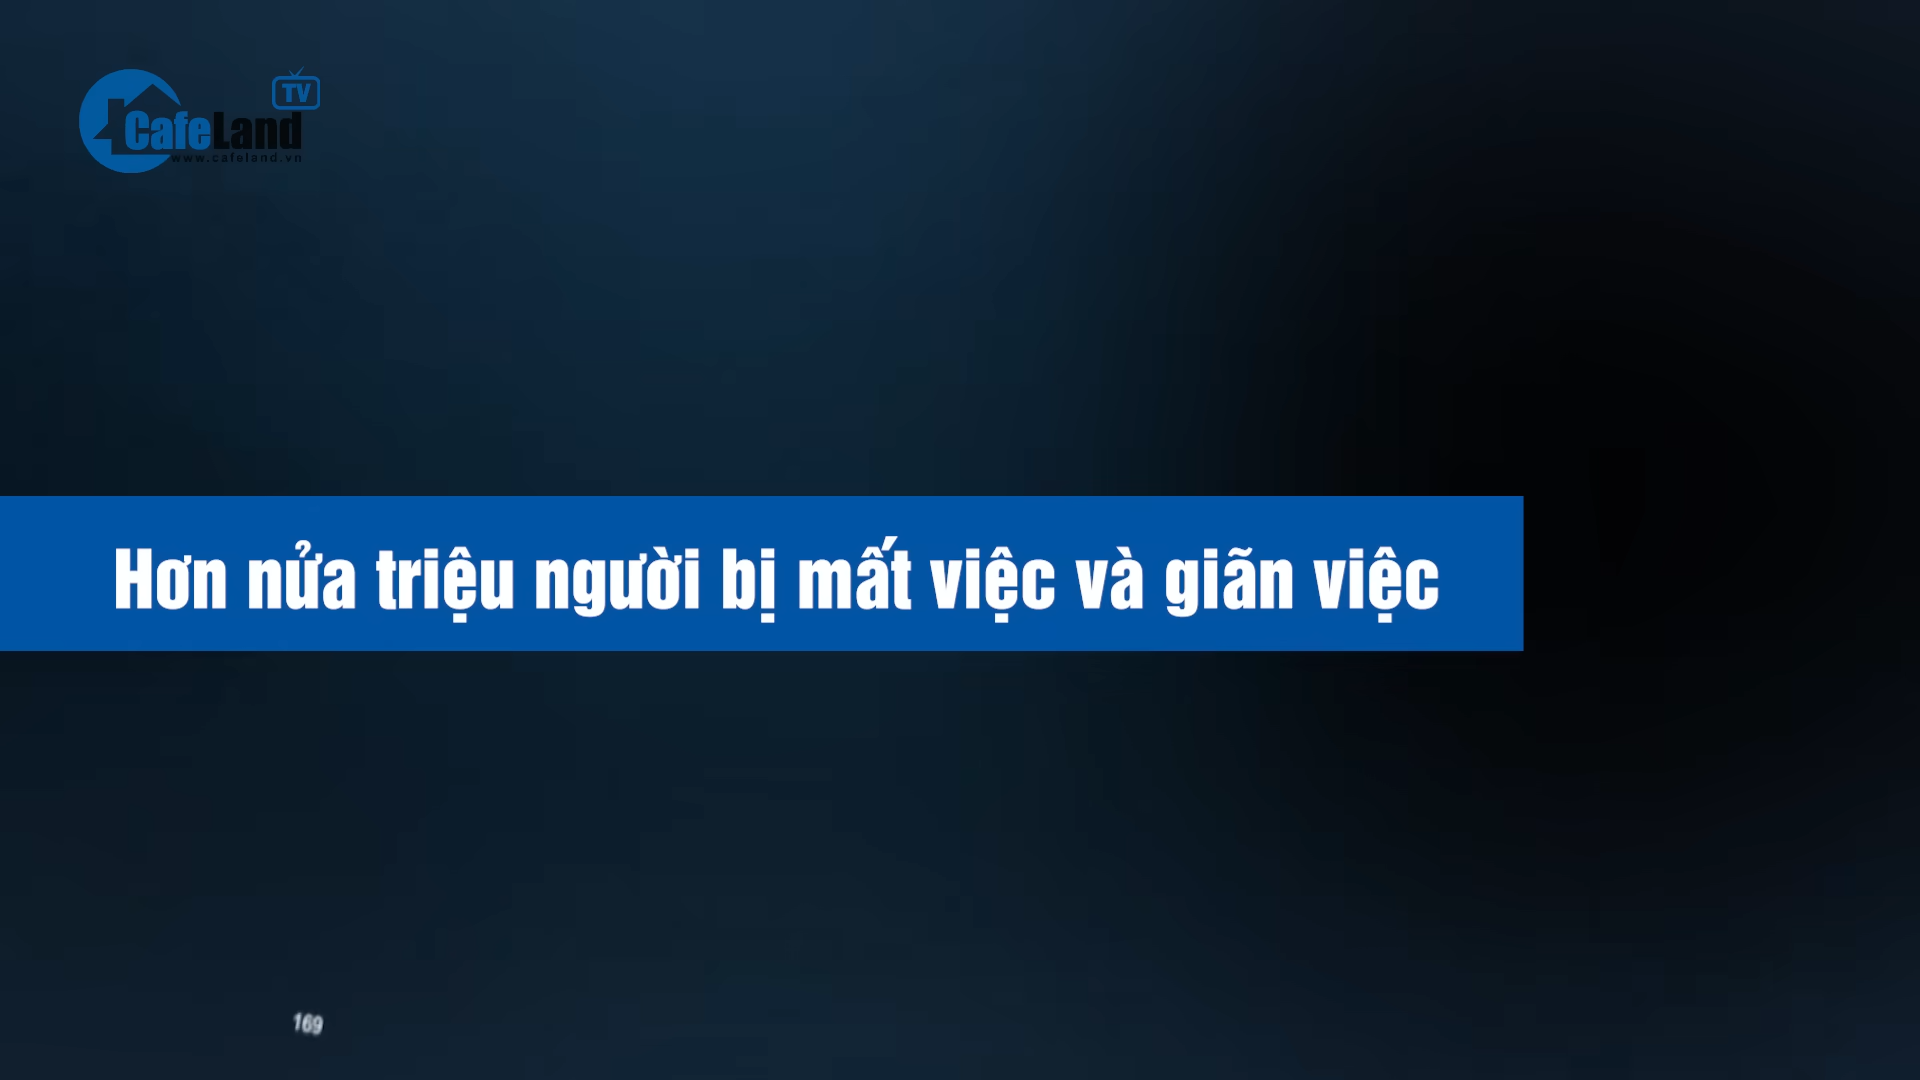 TV
CafeLand
www.cafeland.vn
Hơn nửa triệu người bị mất việc và giãn việc
169